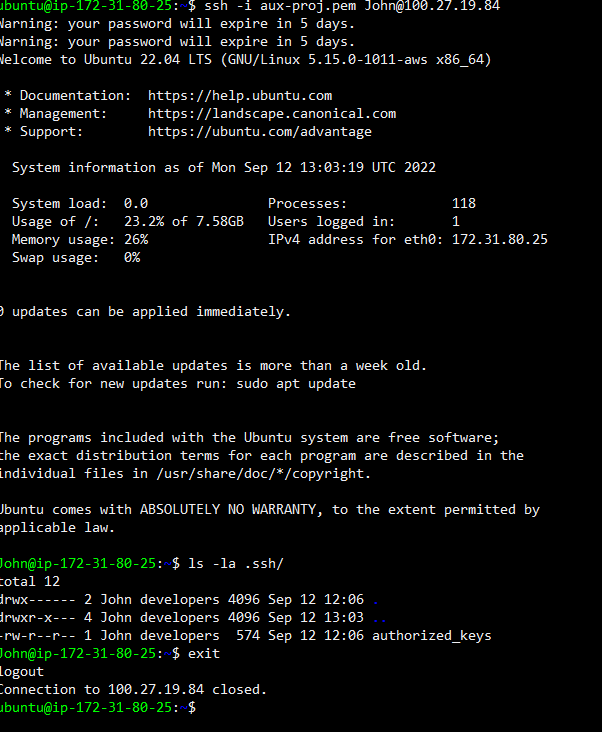 ubuntu@ip-172-31-80-25:~$ ssh -i aux-proj.pem John@100.27.19.84
Warning: your password will expire in 5 days.
Warning: your password will expire in 5 days.
Welcome to Ubuntu 22.04 LTS (GNU/Linux 5.15.0-1011-aws x86_64)
* Documentation:  https://help.ubuntu.com
* Management:     https://landscape.canonical.com
* Support:        https://ubuntu.com/advantage
System information as of Mon Sep 12 13:03:19 UTC 2022
System load:  0.0               Processes:             118
Usage of /:   23.2% of 7.58GB   Users logged in:       1
Memory usage: 26%               IPv4 address for eth0: 172.31.80.25
Swap usage:   0%
0 updates can be applied immediately.
The list of available updates is more than a week old.
To check for new updates run: sudo apt update
The programs included with the Ubuntu system are free software;
the exact distribution terms for each program are described in the
individual files in /usr/share/doc/*/copyright.
Ubuntu comes with ABSOLUTELY NO WARRANTY, to the extent permitted by
applicable law.
John@ip-172-31-80-25:~$ ls -la .ssh/
total 12
drwx------ 2 John developers 4096 Sep 12 12:06 .
drwxr-x--- 4 John developers 4096 Sep 12 13:03 ..
-rw-r--r-- 1 John developers  574 Sep 12 12:06 authorized_keys
John@ip-172-31-80-25:~$ exit
logout
Connection to 100.27.19.84 closed.
ubuntu@ip-172-31-80-25:~$